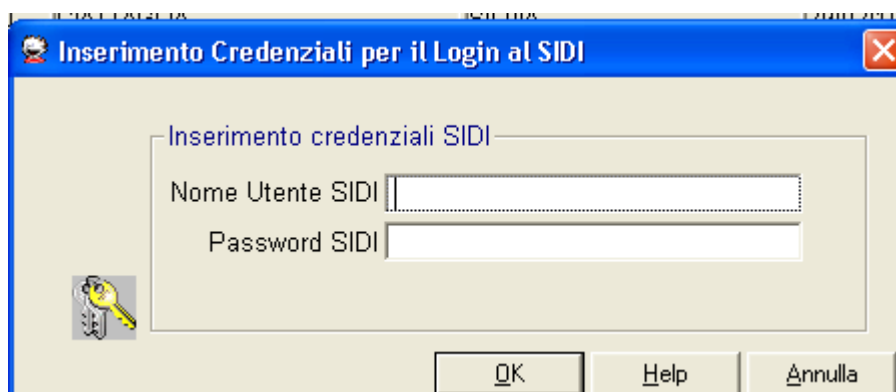 Inserimento Credenziali per il Login al SIDI
Inserimento credenziali SIDI
Nome Utente SIDI
Password SIDI
OK Help Annulla